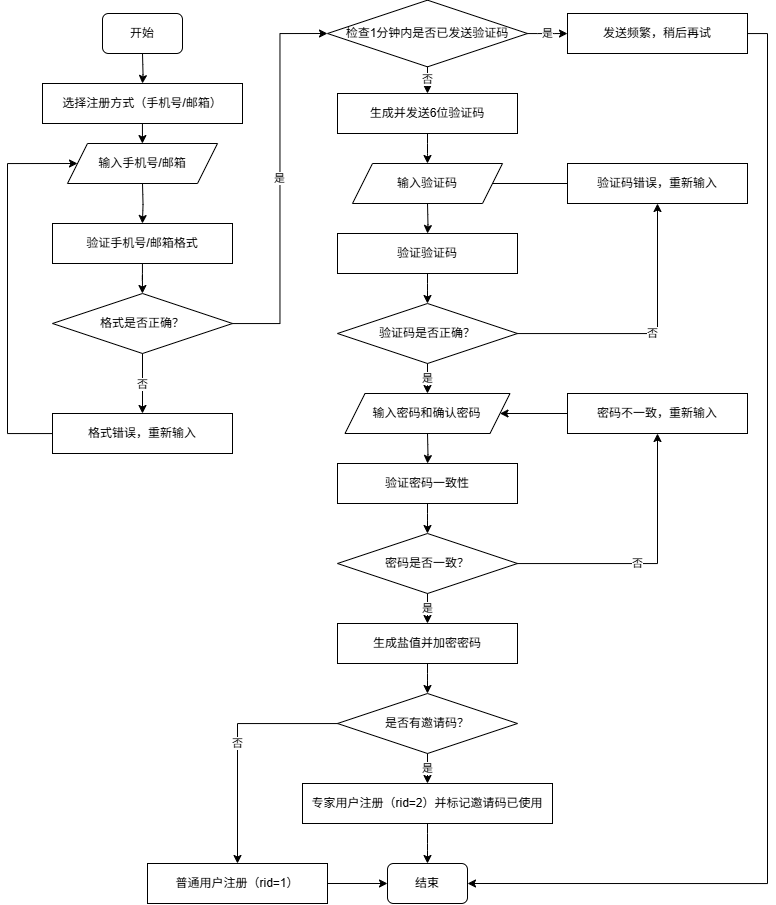 开始
选择注册方式（手机号/邮箱）
输入手机号/邮箱
验证手机号/邮箱格式
格式是否正确？
否
格式错误，重新输入
是
检查1分钟内是否已发送验证码
是
发送频繁，稍后再试
否
生成并发送6位验证码
输入验证码
验证码错误，重新输入
验证验证码
验证码是否正确？
否
是
输入密码和确认密码
密码不一致，重新输入
验证密码一致性
密码是否一致？
否
是
生成盐值并加密密码
是否有邀请码？
否
是
专家用户注册（rid=2）并标记邀请码已使用
普通用户注册（rid=1）
结束